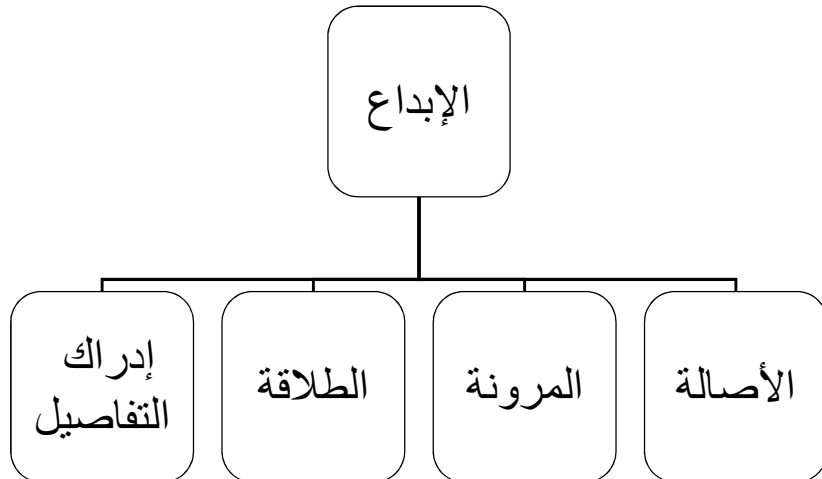 الإبداع
الأصالة
المرونة
الطلاقة
إدراك
التفاصيل